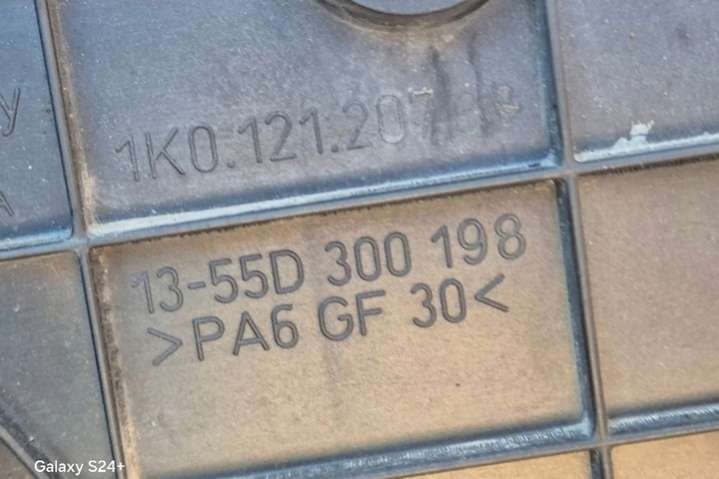 1K0.121.207
13-55D 300 198
>PA6 GF 30<
Galaxy S24+